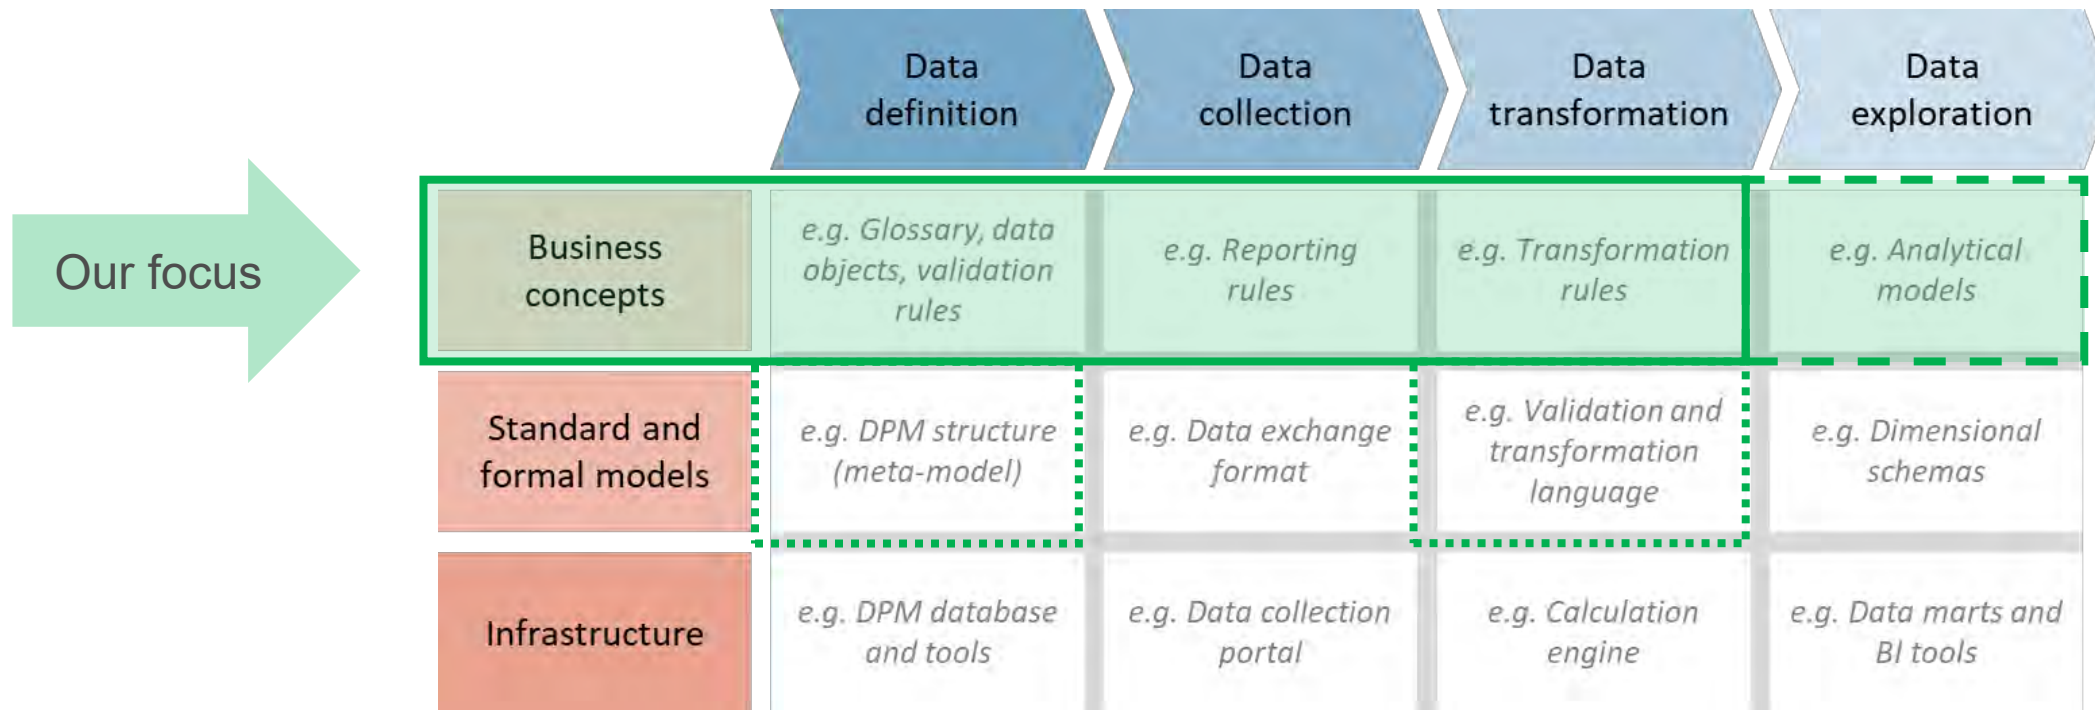 Data
definition
Data
collection
Data
transformation
Data
exploration
Our focus
Business
concepts
e.g. Glossary, data
objects, validation
rules
e.g. Reporting
rules
e.g. Transformation
rules
e.g. Analytical
models
Standard and
formal models
e.g. DPM structure
(meta-model)
e.g. Data exchange
format
e.g. Validation and
transformation
language
e.g. Dimensional
schemas
Infrastructure
e.g. DPM database
and tools
e.g. Data collection
portal
e.g. Calculation
engine
e.g. Data marts and
BI tools